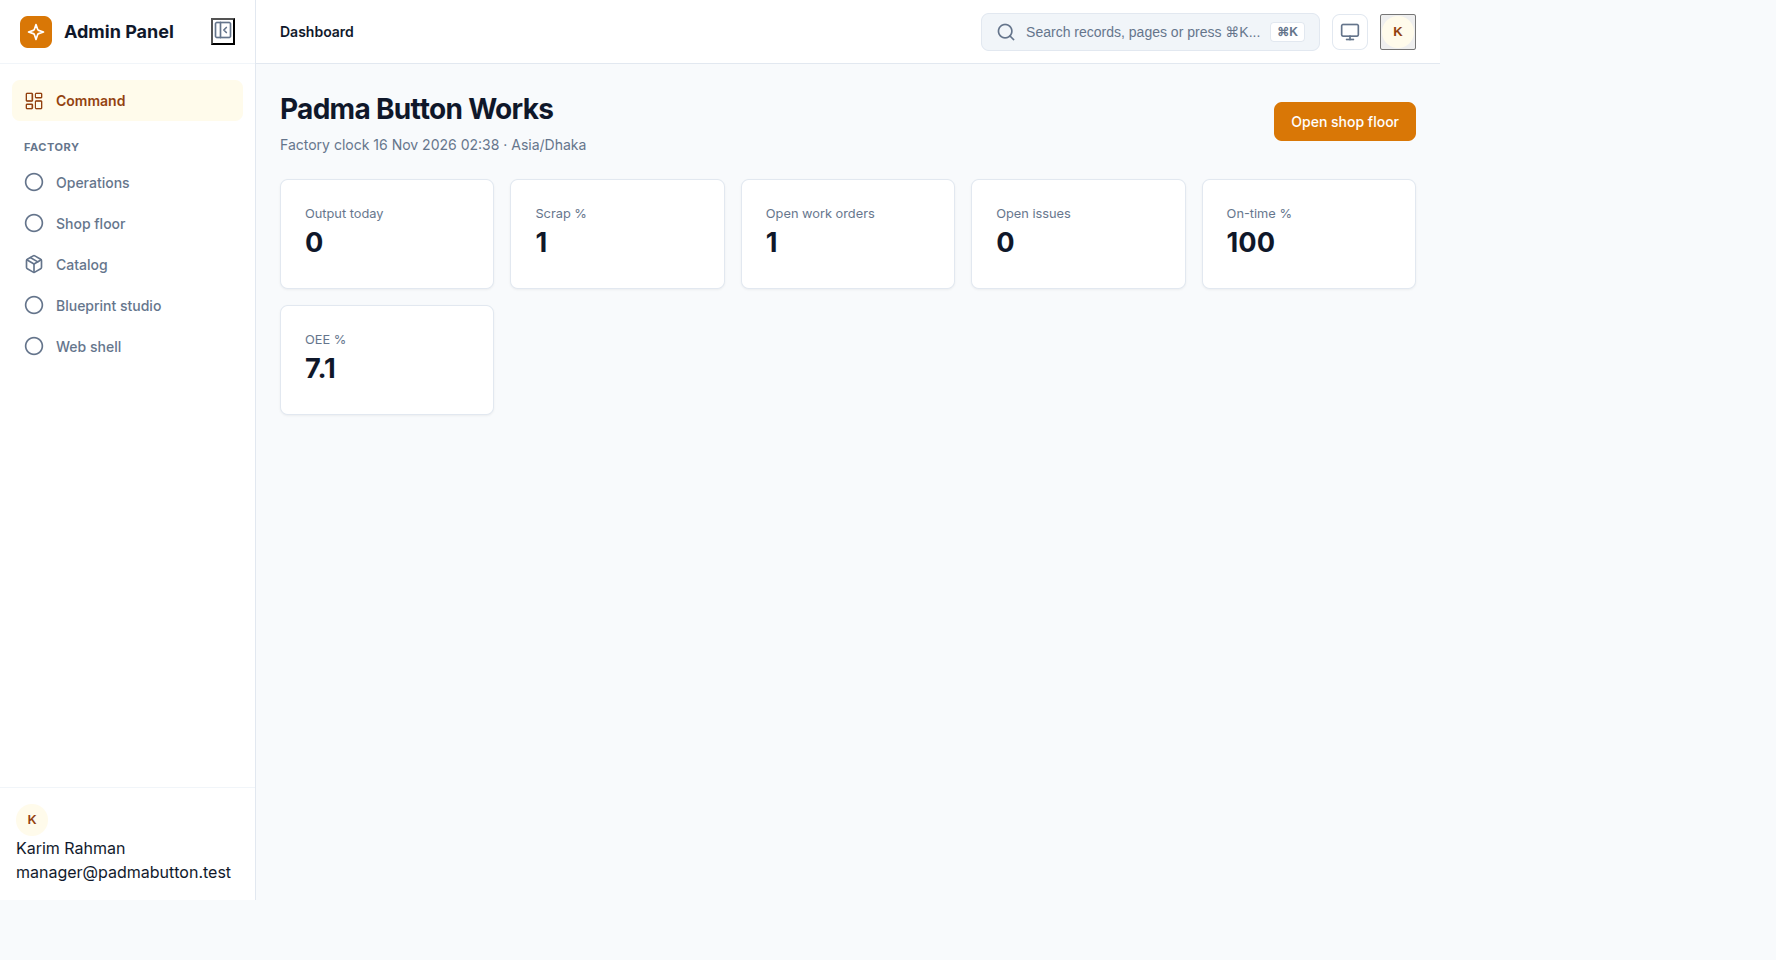 Admin Panel
Dashboard
Search records, pages or press ⌘K...
⌘K
K
Command
FACTORY
Operations
Shop floor
Catalog
Blueprint studio
Web shell
Padma Button Works
Factory clock 16 Nov 2026 02:38 · Asia/Dhaka
Open shop floor
Output today
0
Scrap %
1
Open work orders
1
Open issues
0
On-time %
100
OEE %
7.1
K
Karim Rahman
manager@padmabutton.test